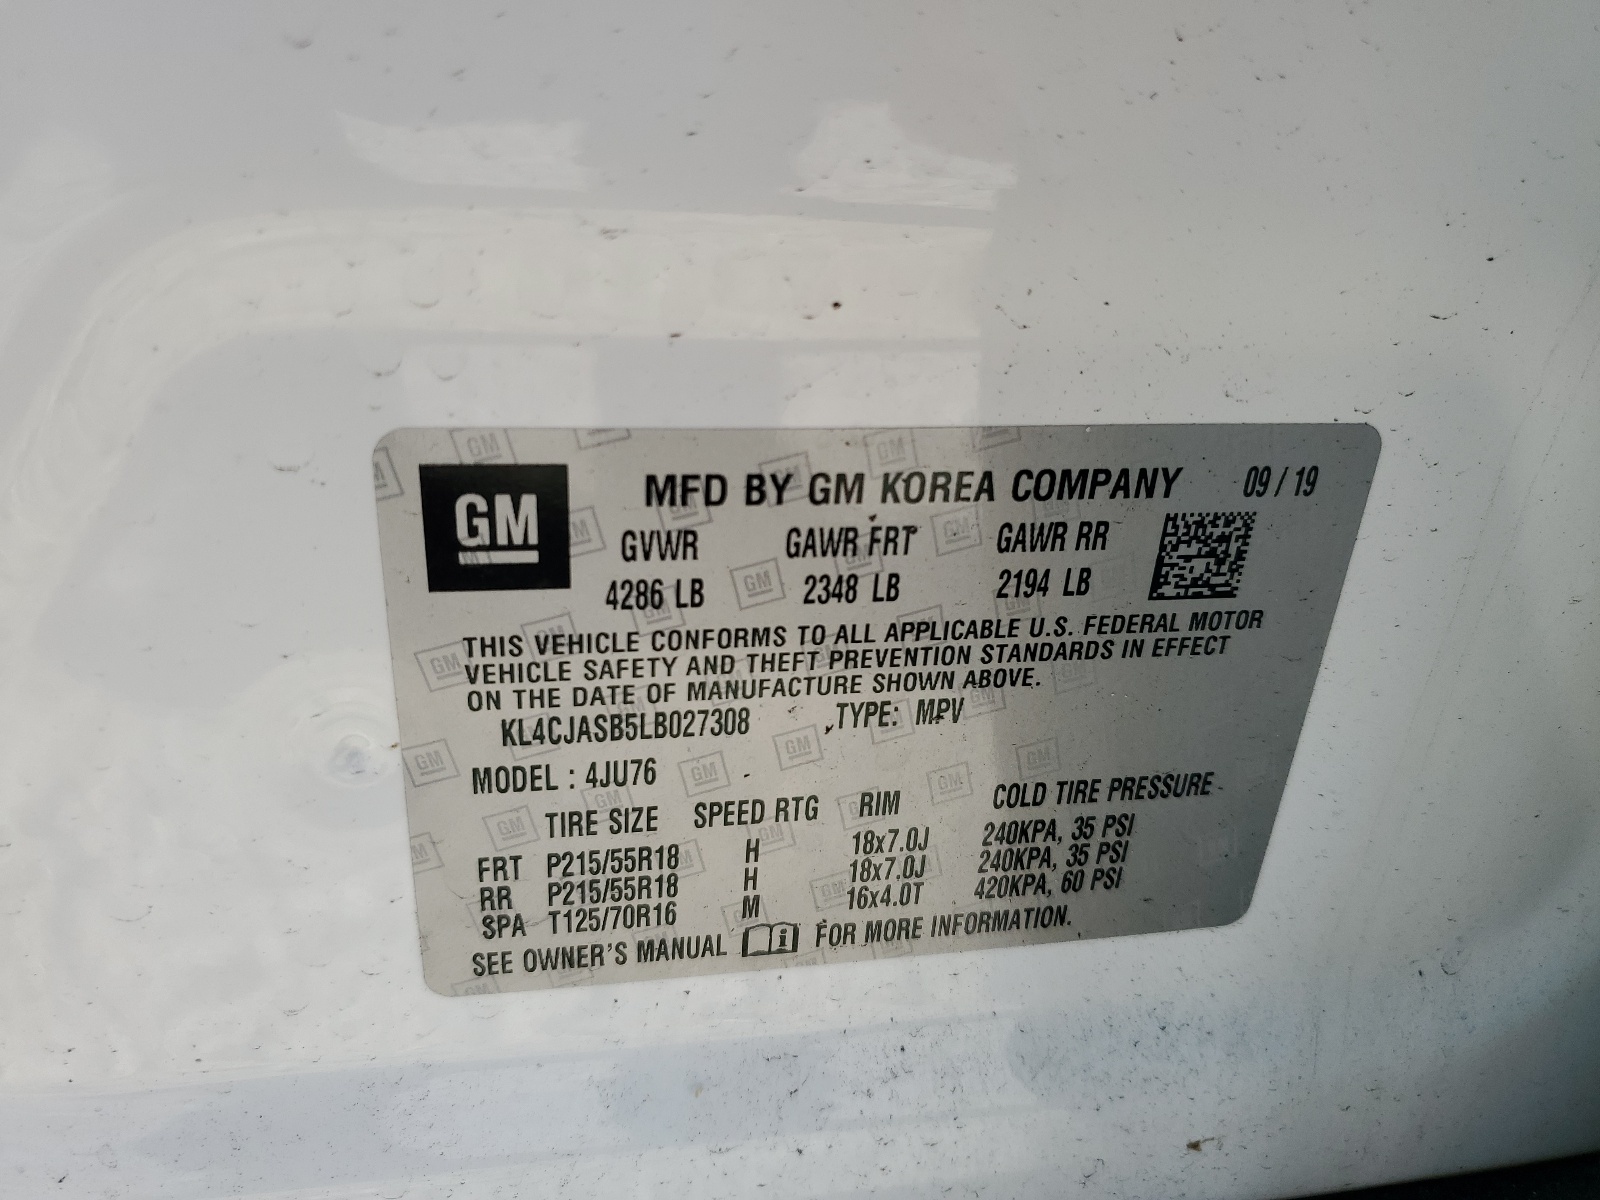 GM
MFD BY GM KOREA COMPANY 09 / 19
GVWR GAWR FRT GAWR RR
4286 LB 2348 LB 2194 LB
THIS VEHICLE CONFORMS TO ALL APPLICABLE U.S. FEDERAL MOTOR
VEHICLE SAFETY AND THEFT PREVENTION STANDARDS IN EFFECT
ON THE DATE OF MANUFACTURE SHOWN ABOVE.
KL4CJASB5LB027308 TYPE: MPV
MODEL : 4JU76
TIRE SIZE SPEED RTG RIM COLD TIRE PRESSURE
FRT P215/55R18 H 18x7.0J 240KPA, 35 PSI
RR P215/55R18 H 18x7.0J 240KPA, 35 PSI
SPA T125/70R16 M 16x4.0T 420KPA, 60 PSI
SEE OWNER'S MANUAL FOR MORE INFORMATION.